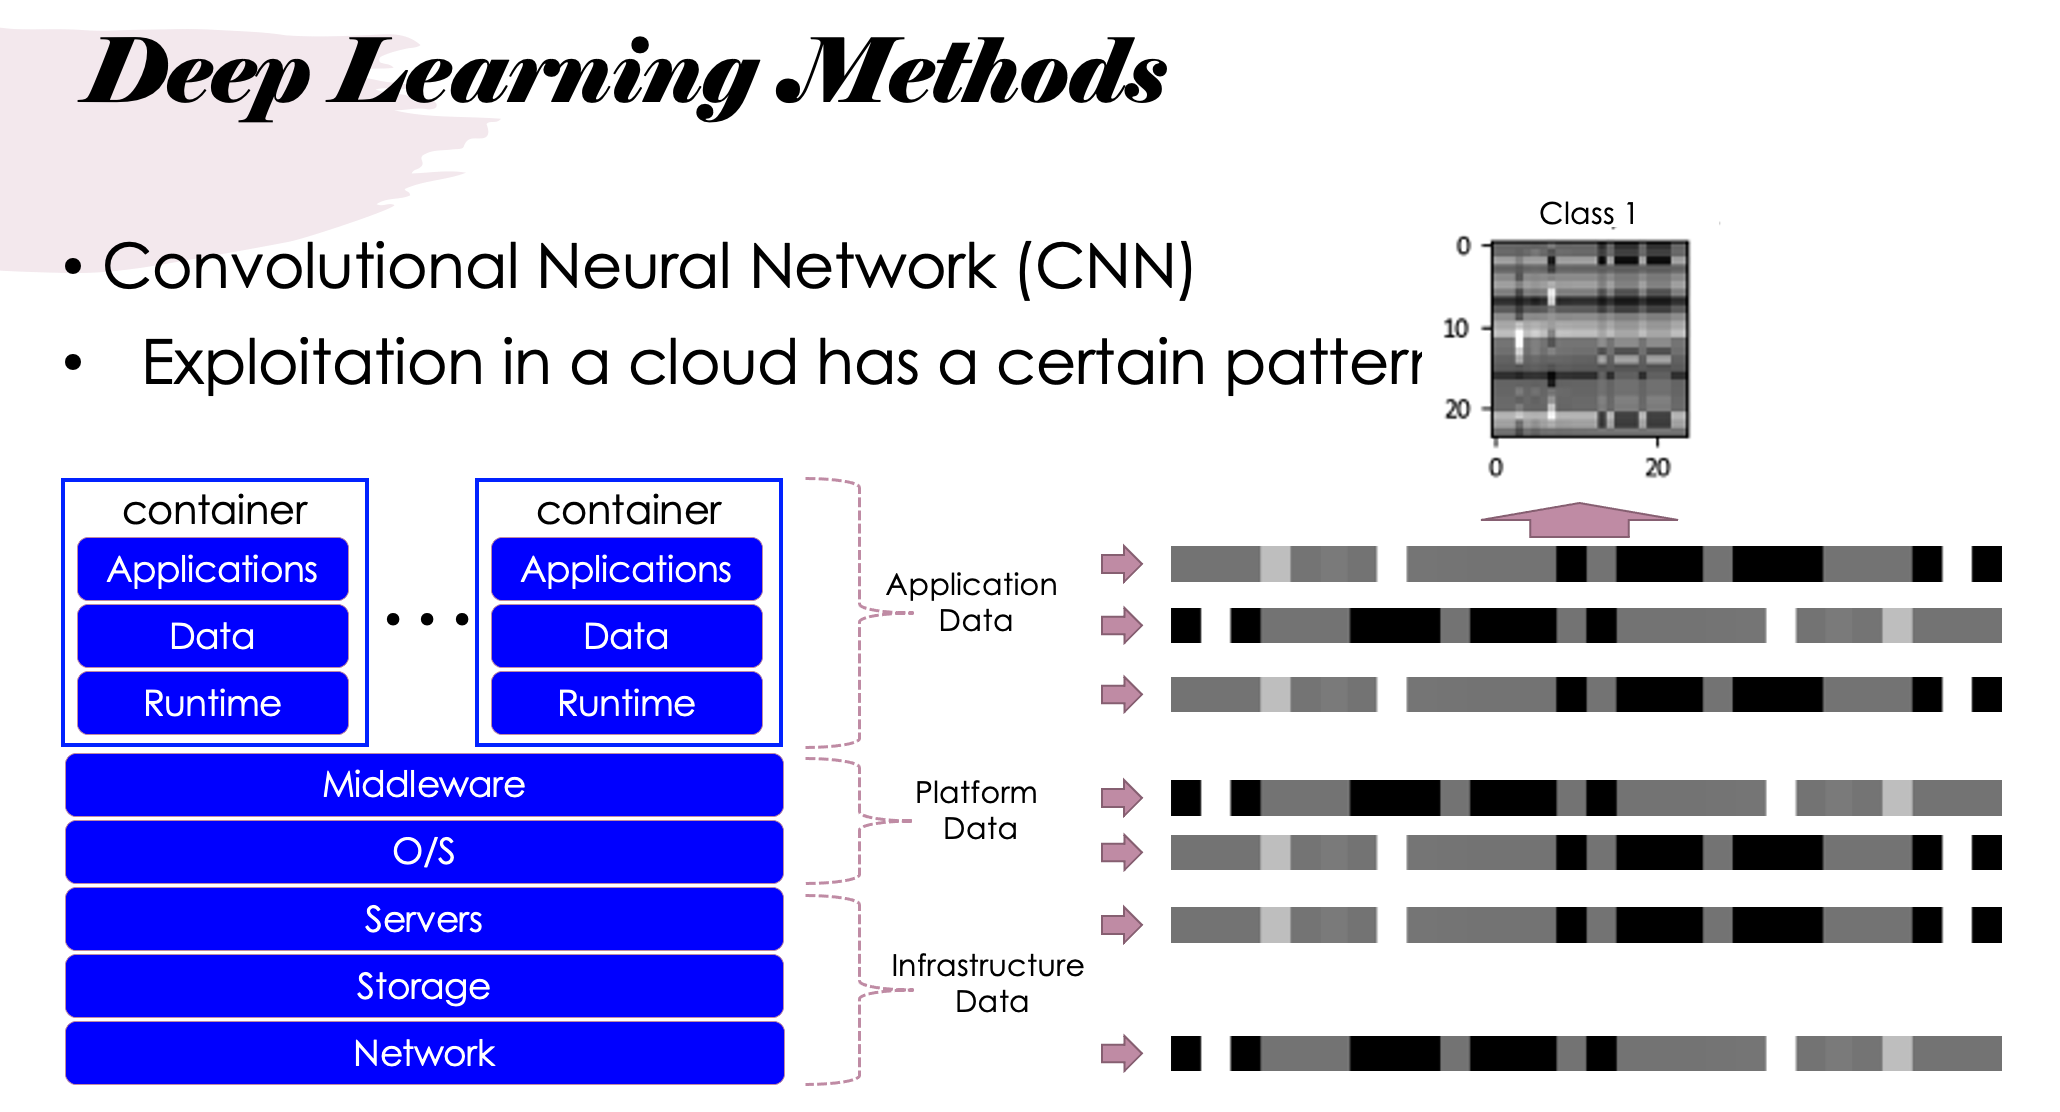 Deep Learning Methods
• Convolutional Neural Network (CNN)
• Exploitation in a cloud has a certain
Class 1
0
10
20
0
20
container
Applications
Data
Runtime
...
container
Applications
Data
Runtime
Middleware
O/S
Servers
Storage
Network
Application
Data
Platform
Data
Infrastructure
Data